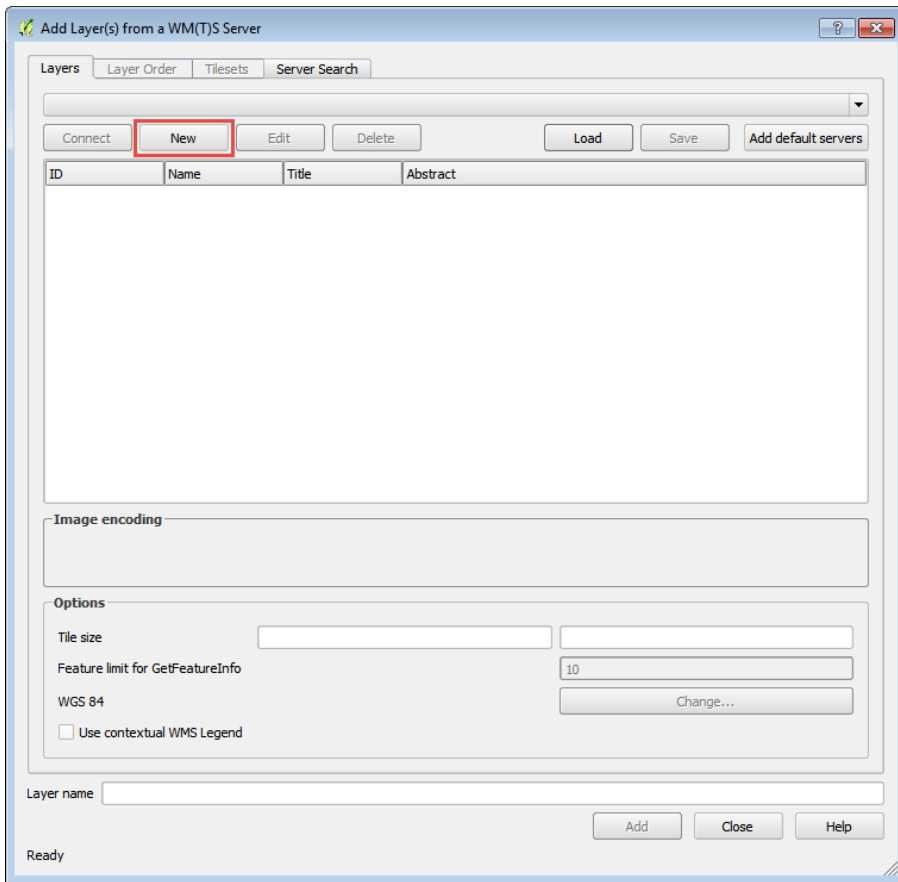 Add Layer(s) from a WM(T)S Server
Layers Layer Order Tilesets Server Search
Connect New Edit Delete Load Save Add default servers
ID Name Title Abstract
Image encoding
Options
Tile size
Feature limit for GetFeatureInfo 10
WGS 84 Change...
Use contextual WMS Legend
Layer name
Add Close Help
Ready